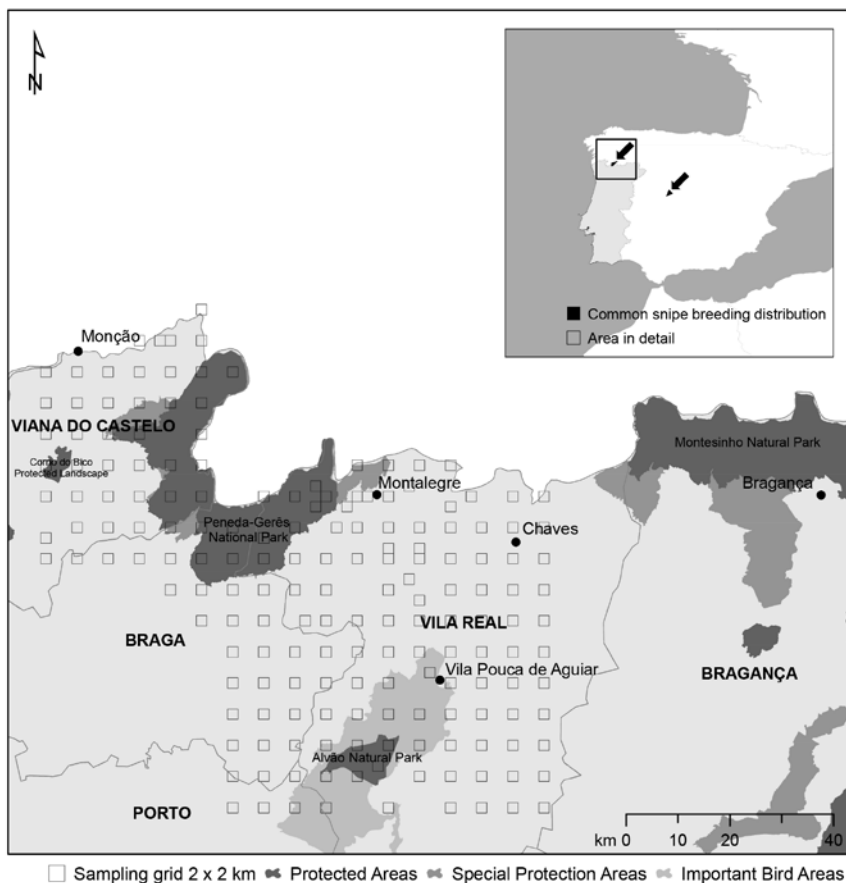 N
Common snipe breeding distribution
Area in detail
Monção
VIANA DO CASTELO
Corno do Bico
Protected Landscape
Montesinho Natural Park
Bragança
Montalegre
Peneda-Gerês
National Park
Chaves
BRAGA
VILA REAL
Vila Pouca de Aguiar
BRAGANÇA
Alvão Natural Park
PORTO
km 0 10 20 40
Sampling grid 2 x 2 km Protected Areas Special Protection Areas Important Bird Areas